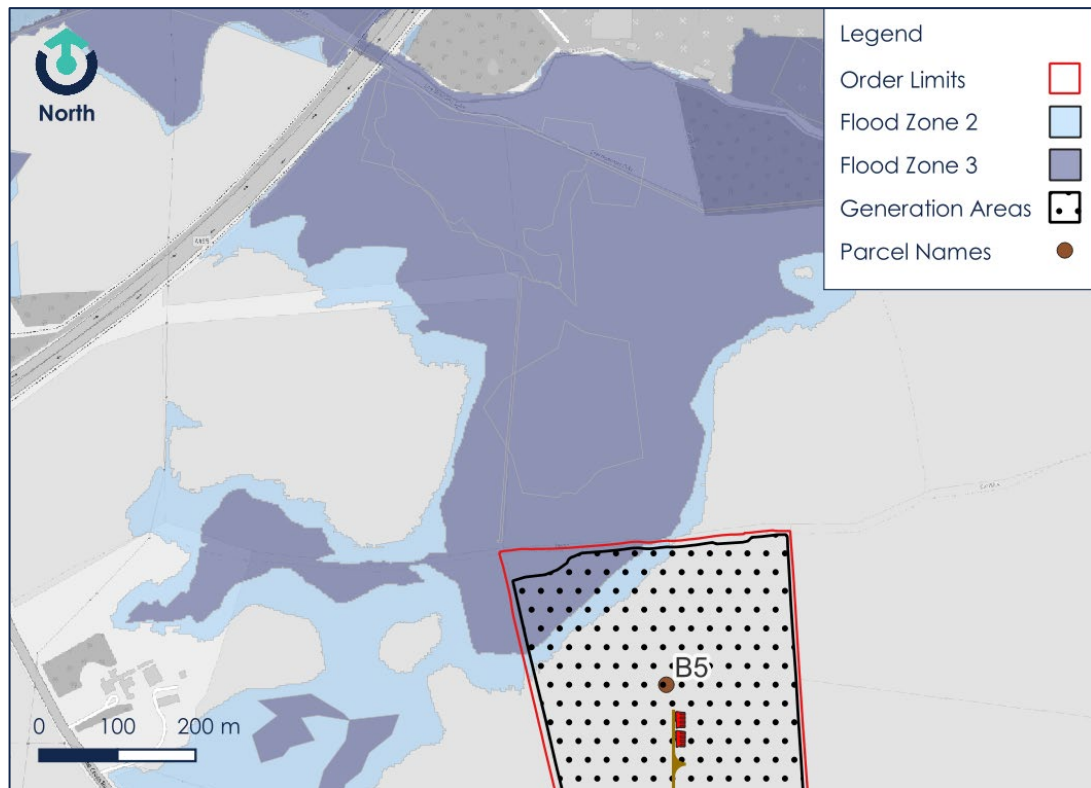 North
Legend
Order Limits
Flood Zone 2
Flood Zone 3
Generation Areas
Parcel Names
B5
0 100 200 m